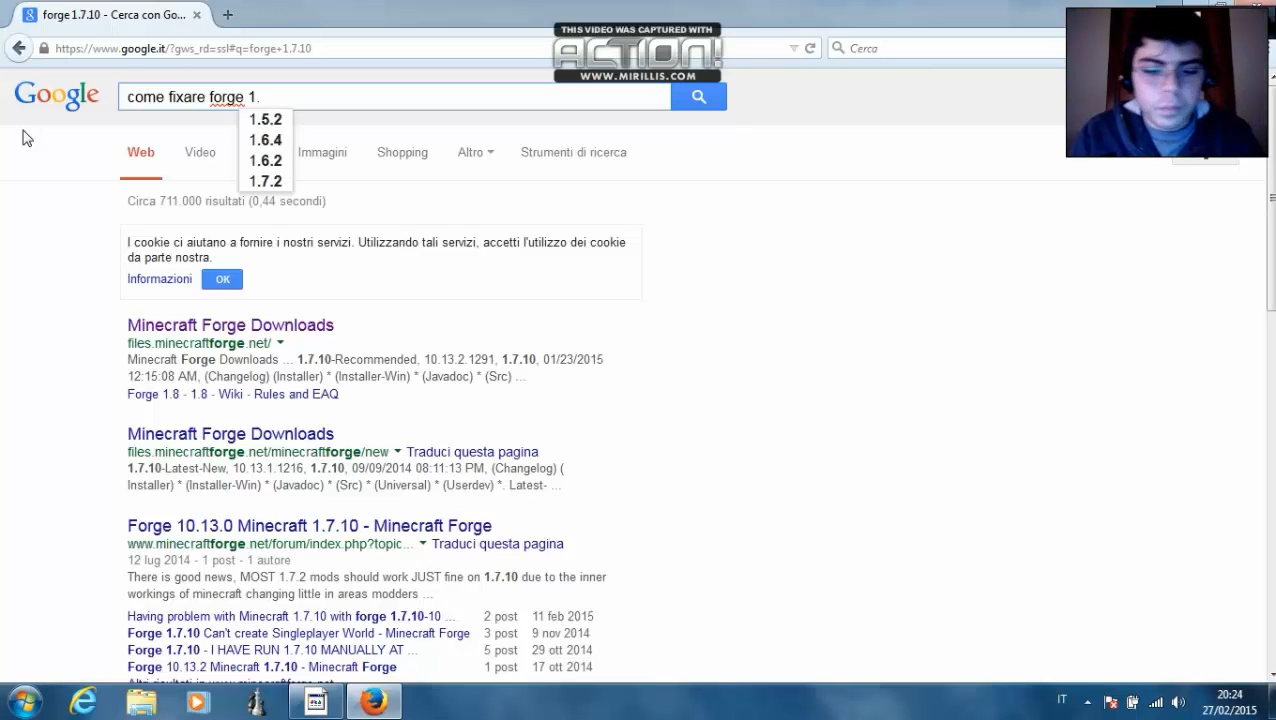 forge 1.7.10 - Cerca con Go...
THIS VIDEO WAS CAPTURED WITH
ACTION!
WWW.MIRILLIS.COM
https://www.google.it/?gws_rd=ssl#q=forge+1.7.10
Cerca
Google
come fixare forge 1.
1.5.2
1.6.4
1.6.2
1.7.2
Web Video Immagini Shopping Altro Strumenti di ricerca
Circa 711.000 risultati (0,44 secondi)
I cookie ci aiutano a fornire i nostri servizi. Utilizzando tali servizi, accetti l'utilizzo dei cookie
da parte nostra.
Informazioni OK
Minecraft Forge Downloads
files.minecraftforge.net/
Minecraft Forge Downloads ... 1.7.10-Recommended, 10.13.2.1291, 1.7.10, 01/23/2015
12:15:08 AM, (Changelog) (Installer) * (Installer-Win) * (Javadoc) * (Src) ...
Forge 1.8 - 1.8 - Wiki - Rules and EAQ
Minecraft Forge Downloads
files.minecraftforge.net/minecraftforge/new Traduci questa pagina
1.7.10-Latest-New, 10.13.1.1216, 1.7.10, 09/09/2014 08:11:13 PM, (Changelog) (
Installer) * (Installer-Win) * (Javadoc) * (Src) * (Universal) * (Userdev) *. Latest- ...
Forge 10.13.0 Minecraft 1.7.10 - Minecraft Forge
www.minecraftforge.net/forum/index.php?topic... Traduci questa pagina
12 lug 2014 - 1 post - 1 autore
There is good news, MOST 1.7.2 mods should work JUST fine on 1.7.10 due to the inner
workings of minecraft changing little in areas modders ...
Having problem with Minecraft 1.7.10 with forge 1.7.10-10 ... 2 post 11 feb 2015
Forge 1.7.10 Can't create Singleplayer World - Minecraft Forge 3 post 9 nov 2014
Forge 1.7.10 - I HAVE RUN 1.7.10 MANUALLY AT ... 5 post 29 ott 2014
Forge 10.13.2 Minecraft 1.7.10 - Minecraft Forge 1 post 17 ott 2014
Altri risultati in www.minecraftforge.net
IT
20:24
27/02/2015